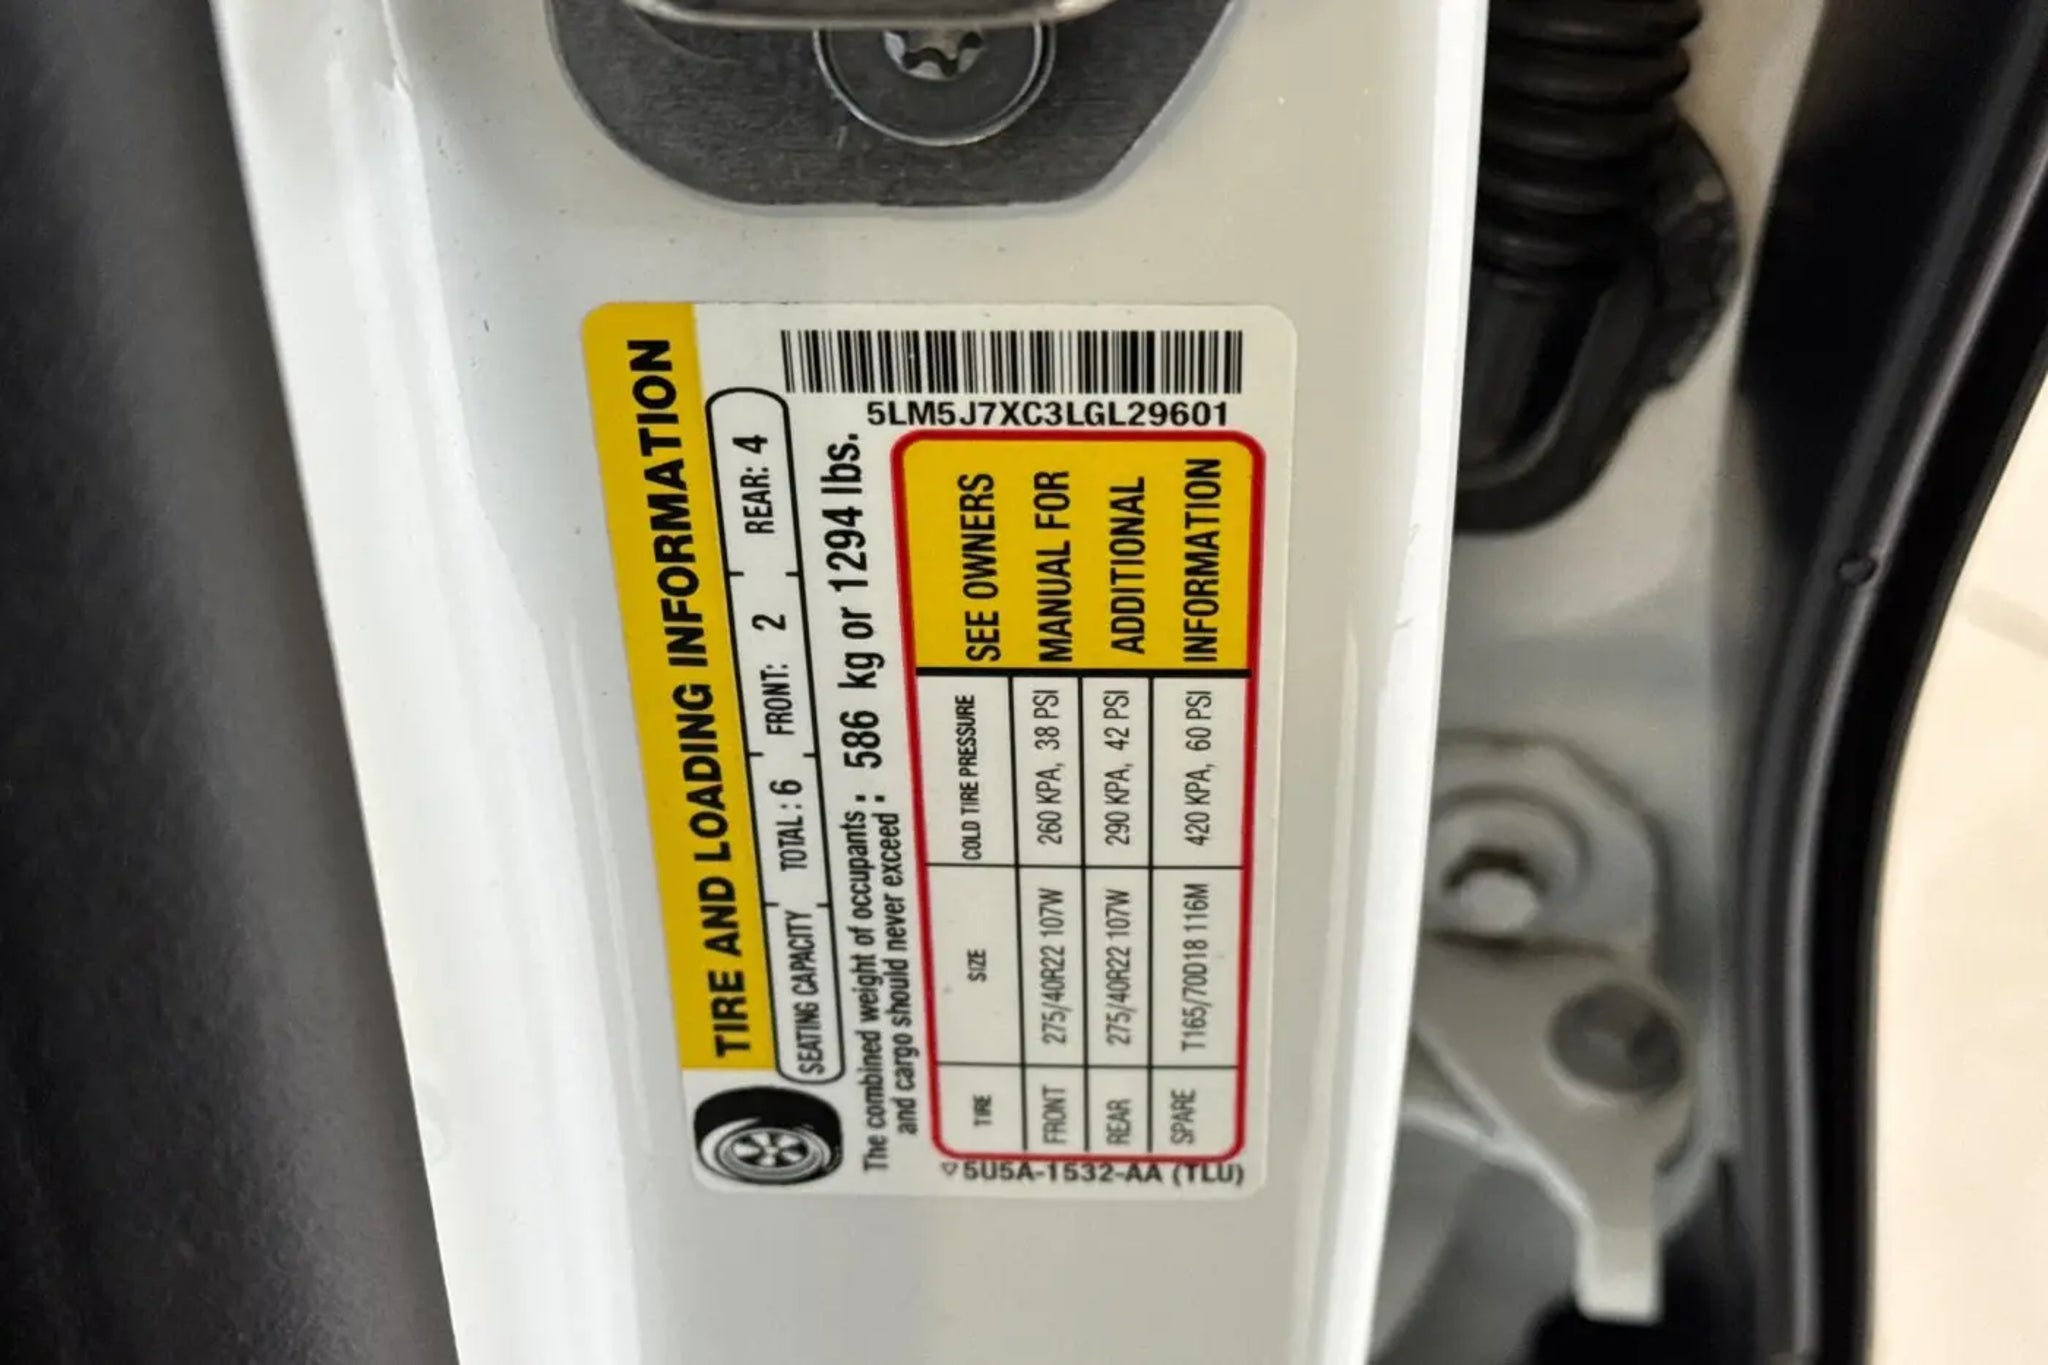 5LM5J7XC3LGL29601
TIRE AND LOADING INFORMATION
SEATING CAPACITY TOTAL : 6 FRONT: 2 REAR: 4
The combined weight of occupants : 586 kg or 1294 lbs.
and cargo should never exceed :
TIRE SIZE COLD TIRE PRESSURE SEE OWNERS
FRONT 275/40R22 107W 260 KPA, 38 PSI MANUAL FOR
REAR 275/40R22 107W 290 KPA, 42 PSI ADDITIONAL
SPARE T165/70D18 116M 420 KPA, 60 PSI INFORMATION
5U5A-1532-AA (TLU)